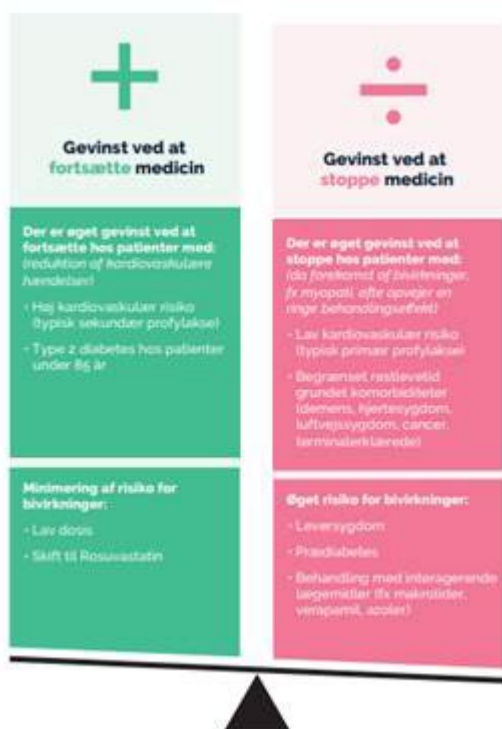 Gevinst ved at
fortsætte medicin
Der er øget gevinst ved at
fortsætte hos patienter med:
(reduktion af kardiovaskulære
hændelser)
• Høj kardiovaskulær risiko
(typisk sekundær profylakse)
• Type 2 diabetes hos patienter
under 85 år
Minimering af risiko for
bivirkninger:
• Lav dosis
• Skift til Rosuvastatin
Gevinst ved at
stoppe medicin
Der er øget gevinst ved at
stoppe hos patienter med:
(da forekomst af bivirkninger,
fx myopati, ofte opvejer en
ringe behandlingseffekt)
• Lav kardiovaskulær risiko
(typisk primær profylakse)
• Begrænset restlevetid
grundet komorbiditeter
(demens, hjertesygdom,
luftvejssygdom, cancer,
terminalerklærede)
Øget risiko for bivirkninger:
• Leversygdom
• Prædiabetes
• Behandling med interagerende
lægemidler (fx makrolider,
verapamil, azoler)